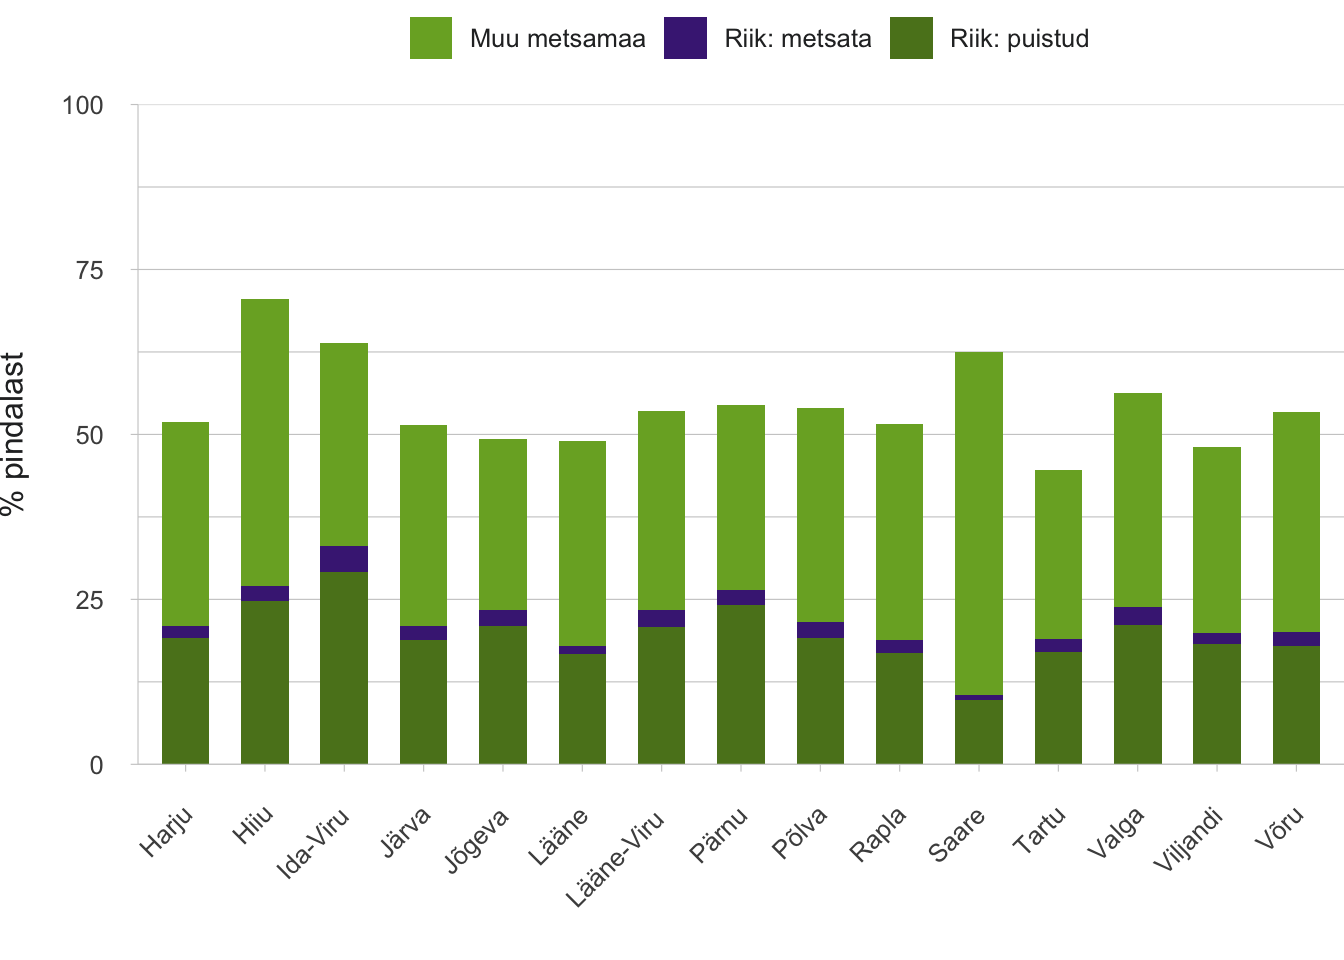 Muu metsamaa
Riik: metsata
Riik: puistud
% pindalast
100
75
50
25
0
Harju
Hiiu
Ida-Viru
Järva
Jõgeva
Lääne
Lääne-Viru
Pärnu
Põlva
Rapla
Saare
Tartu
Valga
Viljandi
Võru